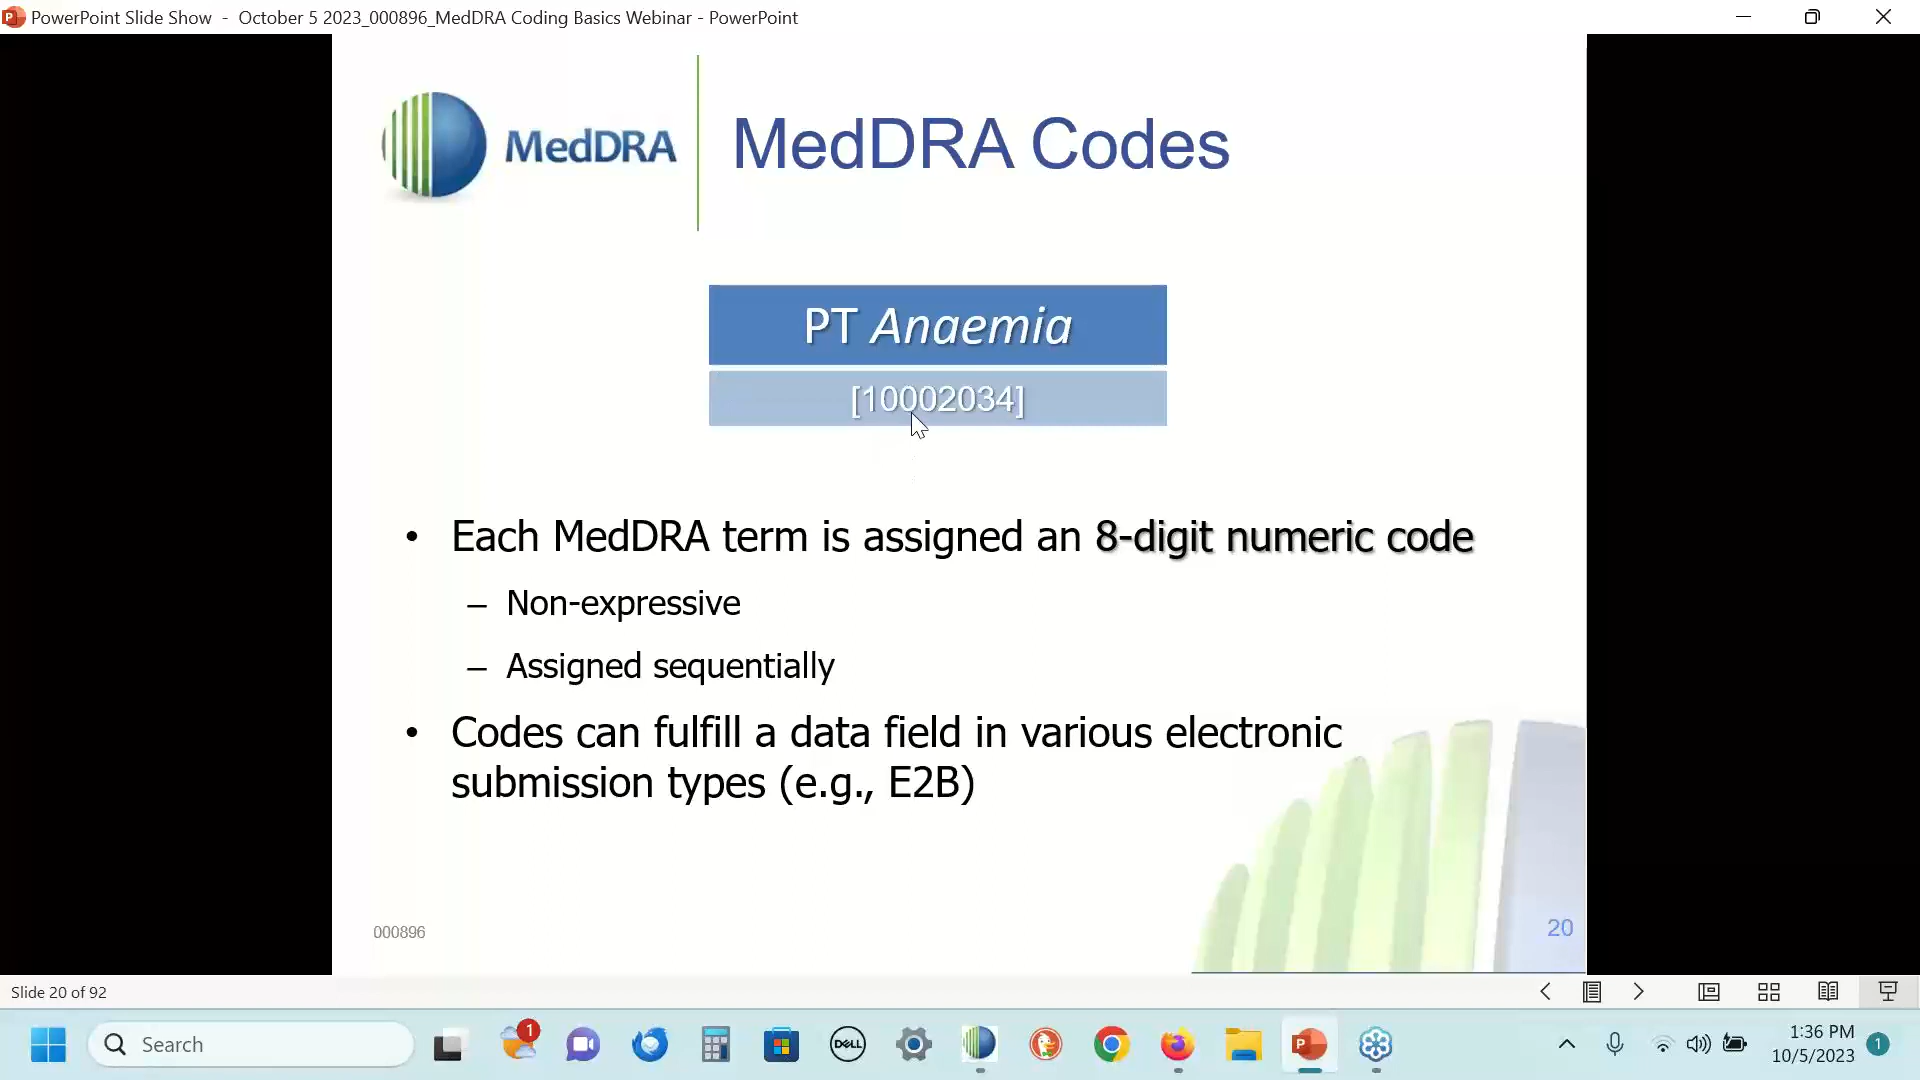 PowerPoint Slide Show - October 5 2023_000896_MedDRA Coding Basics Webinar - PowerPoint
MedDRA
MedDRA Codes
PT Anaemia
[10002034]
• Each MedDRA term is assigned an 8-digit numeric code
– Non-expressive
– Assigned sequentially
• Codes can fulfill a data field in various electronic
submission types (e.g., E2B)
000896
20
Slide 20 of 92
Search
1
DELL
1:36 PM
10/5/2023
1